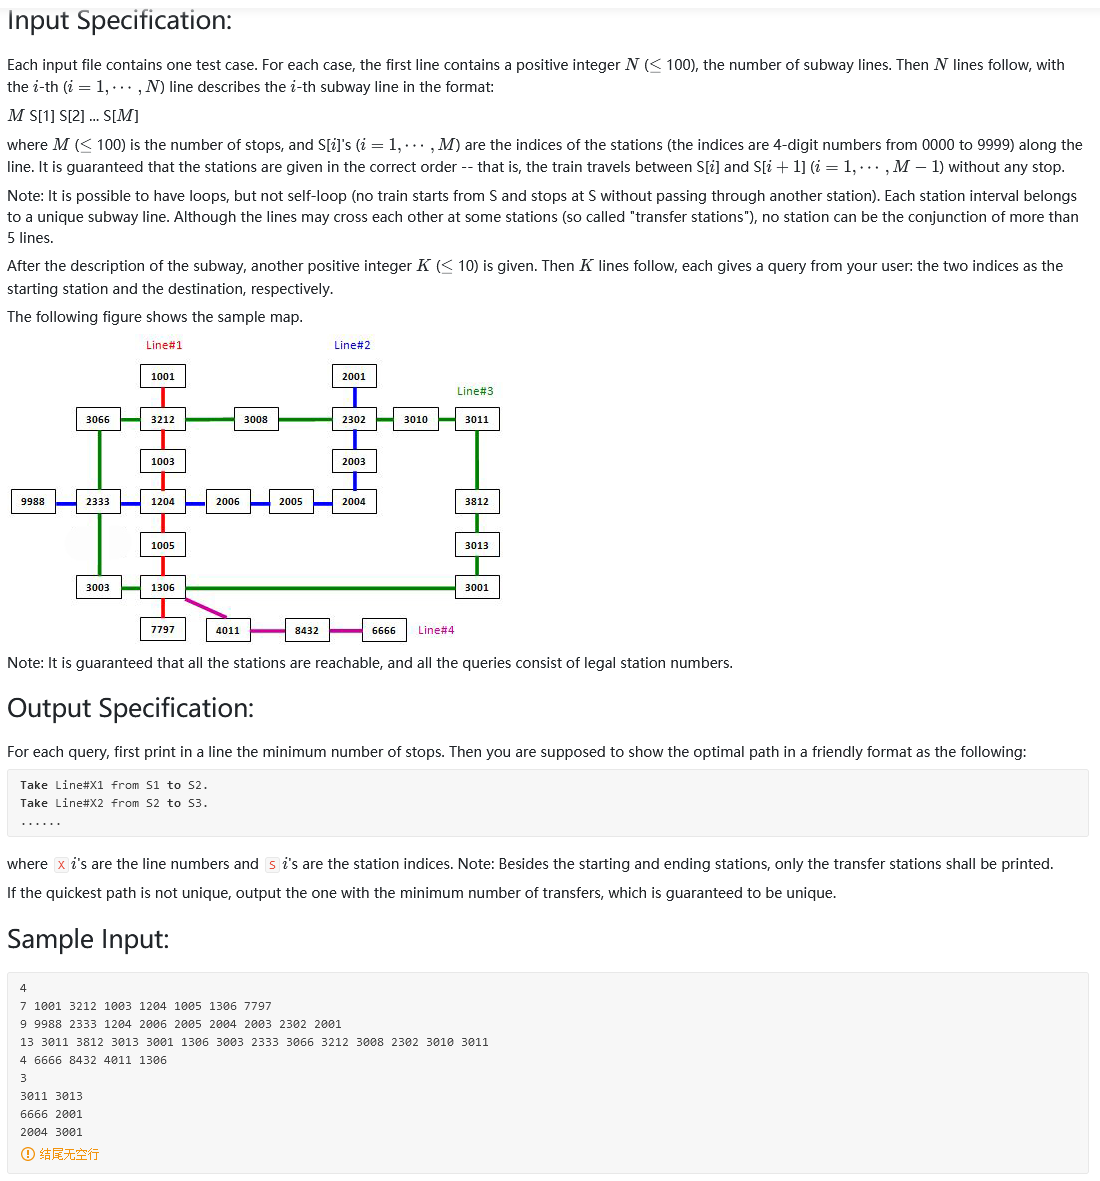 Input Specification:
Each input file contains one test case. For each case, the first line contains a positive integer N (≤ 100), the number of subway lines. Then N lines follow, with
the i-th (i = 1, ⋯ , N) line describes the i-th subway line in the format:
M S[1] S[2] ... S[M]
where M (≤ 100) is the number of stops, and S[i]'s (i = 1, ⋯ , M) are the indices of the stations (the indices are 4-digit numbers from 0000 to 9999) along the
line. It is guaranteed that the stations are given in the correct order -- that is, the train travels between S[i] and S[i + 1] (i = 1, ⋯ , M − 1) without any stop.
Note: It is possible to have loops, but not self-loop (no train starts from S and stops at S without passing through another station). Each station interval belongs
to a unique subway line. Although the lines may cross each other at some stations (so called "transfer stations"), no station can be the conjunction of more than
5 lines.
After the description of the subway, another positive integer K (≤ 10) is given. Then K lines follow, each gives a query from your user: the two indices as the
starting station and the destination, respectively.
The following figure shows the sample map.
Line#1 Line#2
1001 2001
Line#3
3066 3212 3008 2302 3010 3011
1003 2003
9988 2333 1204 2006 2005 2004 3812
1005 3013
3003 1306 3001
7797 4011 8432 6666 Line#4
Note: It is guaranteed that all the stations are reachable, and all the queries consist of legal station numbers.
Output Specification:
For each query, first print in a line the minimum number of stops. Then you are supposed to show the optimal path in a friendly format as the following:
Take Line#X1 from S1 to S2.
Take Line#X2 from S2 to S3.
......
where X i's are the line numbers and S i's are the station indices. Note: Besides the starting and ending stations, only the transfer stations shall be printed.
If the quickest path is not unique, output the one with the minimum number of transfers, which is guaranteed to be unique.
Sample Input:
4
7 1001 3212 1003 1204 1005 1306 7797
9 9988 2333 1204 2006 2005 2004 2003 2302 2001
13 3011 3812 3013 3001 1306 3003 2333 3066 3212 3008 2302 3010 3011
4 6666 8432 4011 1306
3
3011 3013
6666 2001
2004 3001
结尾无空行